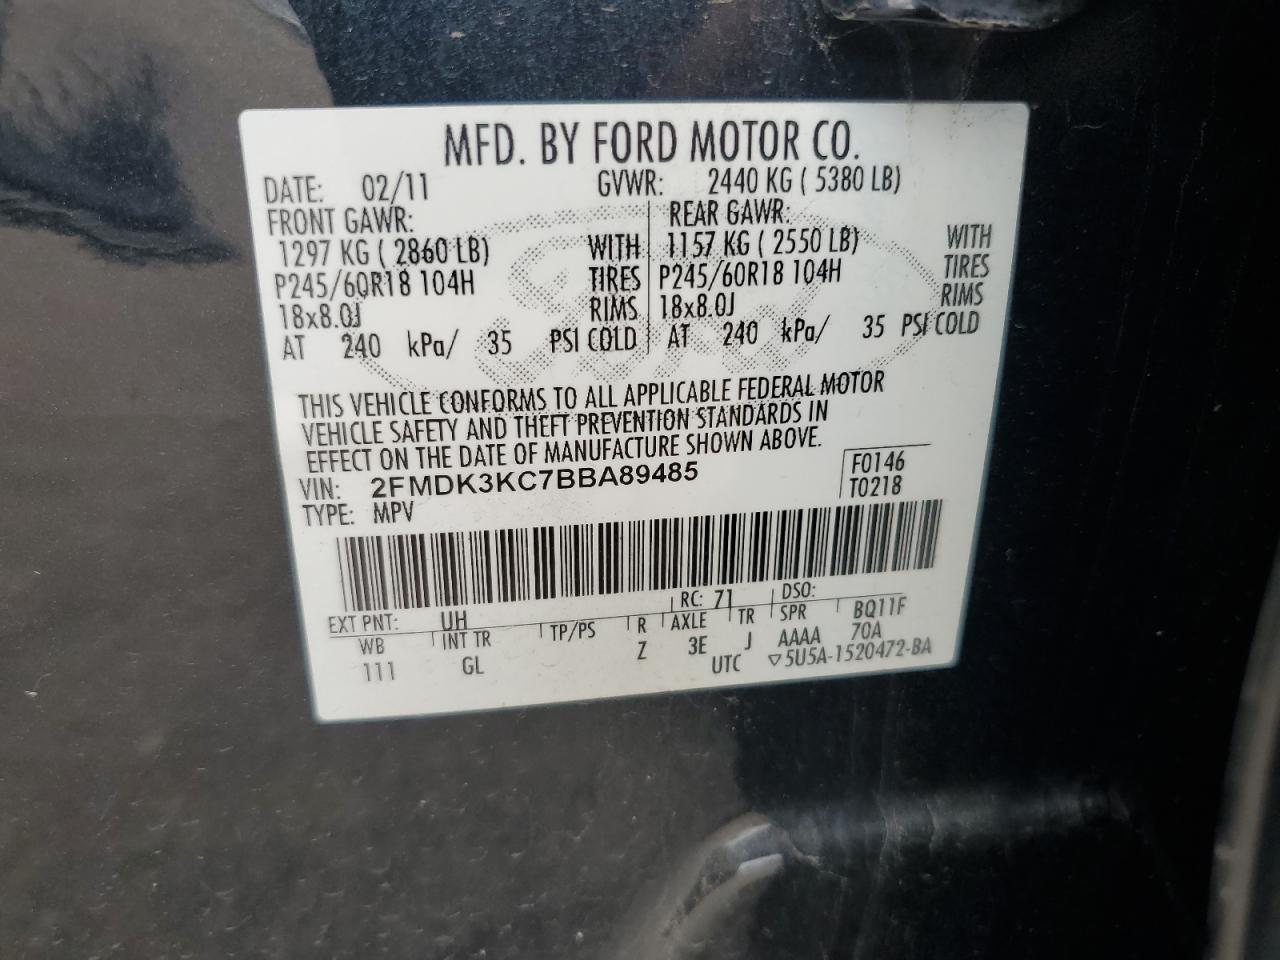 MFD. BY FORD MOTOR CO.
DATE: 02/11 GVWR: 2440 KG ( 5380 LB)
FRONT GAWR: REAR GAWR:
1297 KG ( 2860 LB) WITH 1157 KG ( 2550 LB) WITH
P245/60R18 104H TIRES P245/60R18 104H TIRES
18x8.0J RIMS 18x8.0J RIMS
AT 240 kPa/ 35 PSI COLD AT 240 kPa/ 35 PSI COLD
THIS VEHICLE CONFORMS TO ALL APPLICABLE FEDERAL MOTOR
VEHICLE SAFETY AND THEFT PREVENTION STANDARDS IN
EFFECT ON THE DATE OF MANUFACTURE SHOWN ABOVE.
VIN: 2FMDK3KC7BBA89485 F0146
TYPE: MPV T0218
EXT PNT: UH RC: 71 DSO:
WB INT TR TP/PS R AXLE TR SPR BQ11F
111 GL Z 3E J AAAA 70A
UTC ▽5U5A-1520472-BA